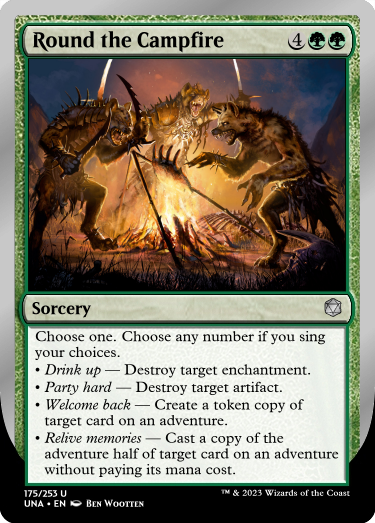 Round the Campfire 4
Sorcery
Choose one. Choose any number if you sing
your choices.
• Drink up — Destroy target enchantment.
• Party hard — Destroy target artifact.
• Welcome back — Create a token copy of
target card on an adventure.
• Relive memories — Cast a copy of the
adventure half of target card on an adventure
without paying its mana cost.
175/253 U
UNA • EN Ben Wootten
™ & 2023 Wizards of the Coast